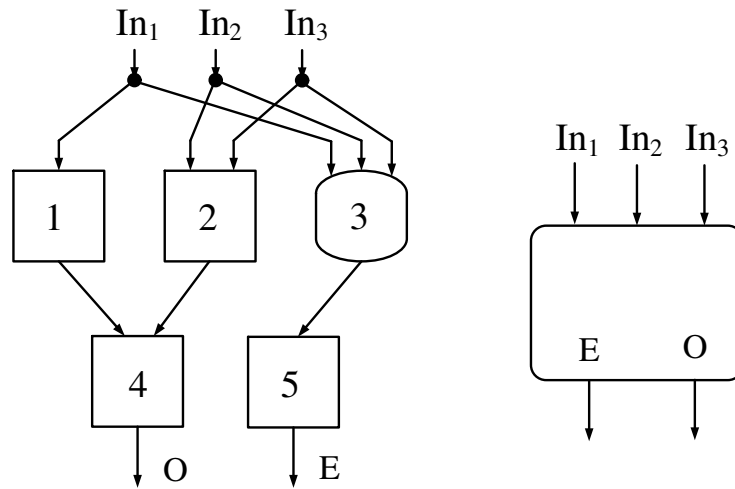 In₁ In₂ In₃
1 2 3
4 5
O E
In₁ In₂ In₃
E O